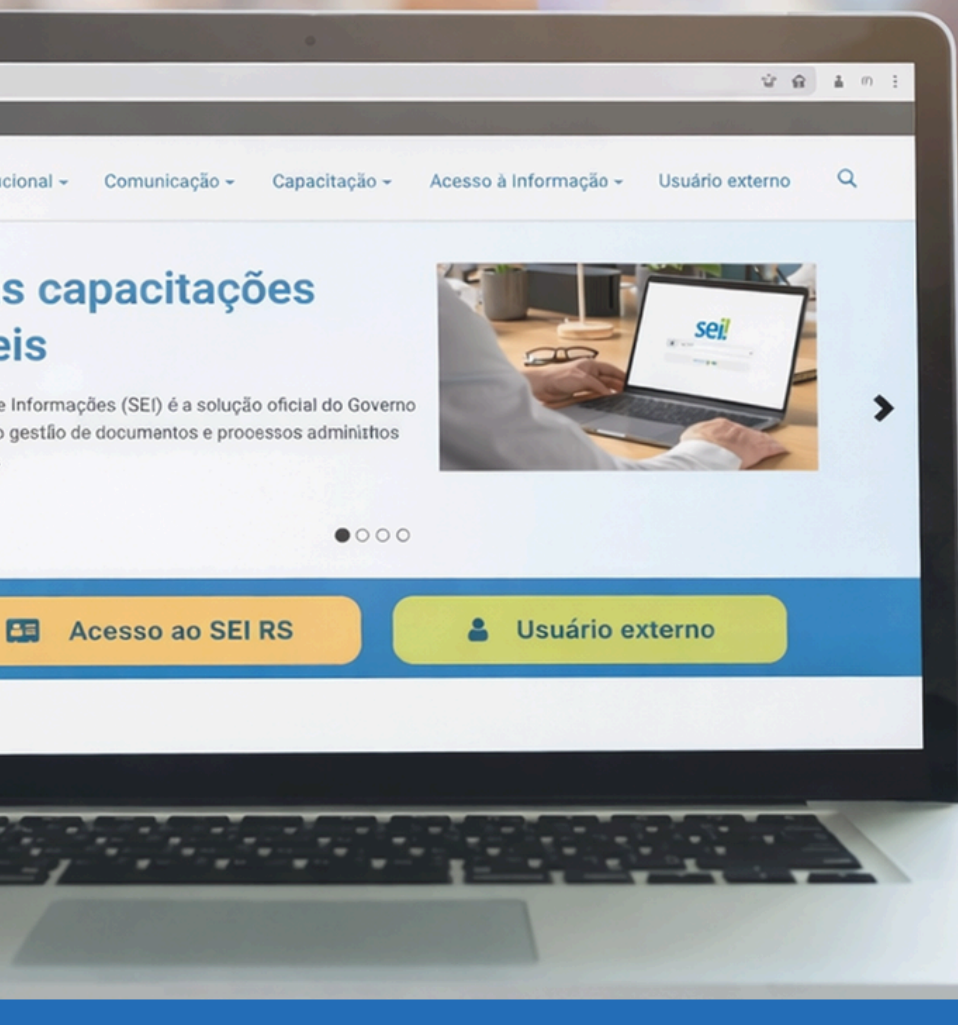 ucional
Comunicação
Capacitação
Acesso à Informação
Usuário externo
s capacitações
eis
e Informações (SEI) é a solução oficial do Governo
o gestão de documentos e processos adminithos
sei!
Acesso ao SEI RS
Usuário externo